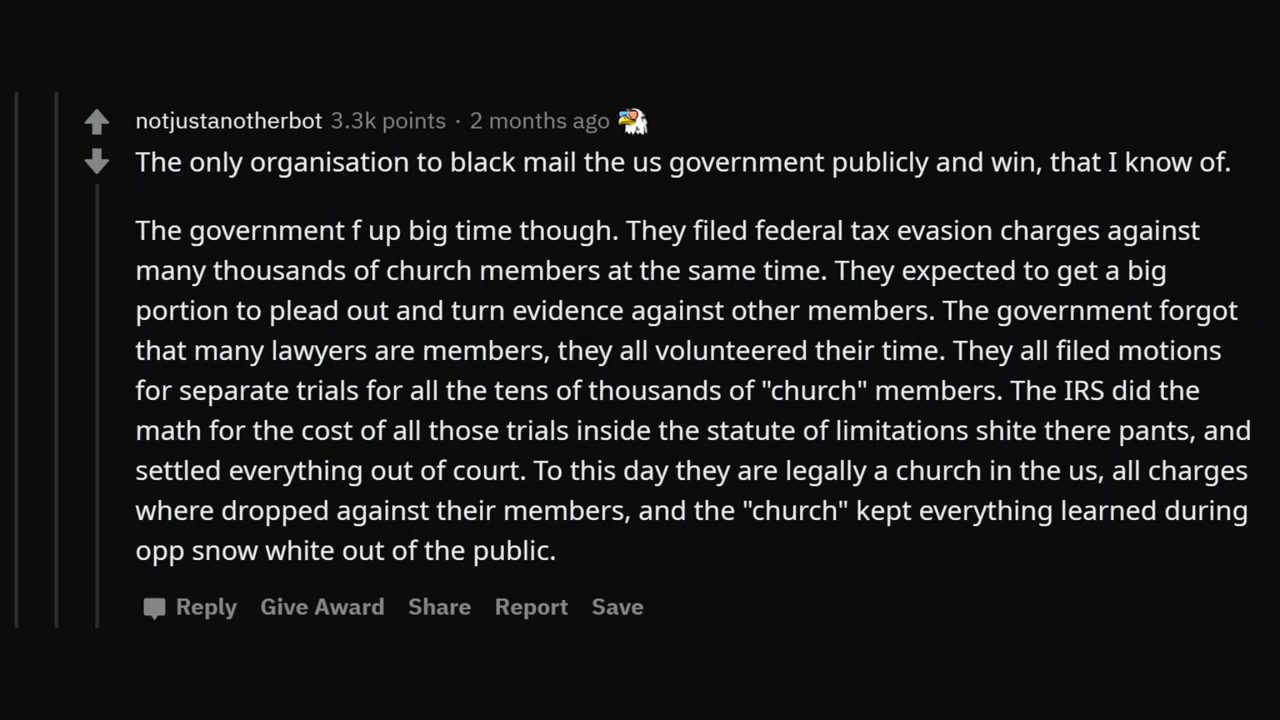 notjustanotherbot 3.3k points · 2 months ago
The only organisation to black mail the us government publicly and win, that I know of.
The government f up big time though. They filed federal tax evasion charges against
many thousands of church members at the same time. They expected to get a big
portion to plead out and turn evidence against other members. The government forgot
that many lawyers are members, they all volunteered their time. They all filed motions
for separate trials for all the tens of thousands of "church" members. The IRS did the
math for the cost of all those trials inside the statute of limitations shite there pants, and
settled everything out of court. To this day they are legally a church in the us, all charges
where dropped against their members, and the "church" kept everything learned during
opp snow white out of the public.
Reply Give Award Share Report Save